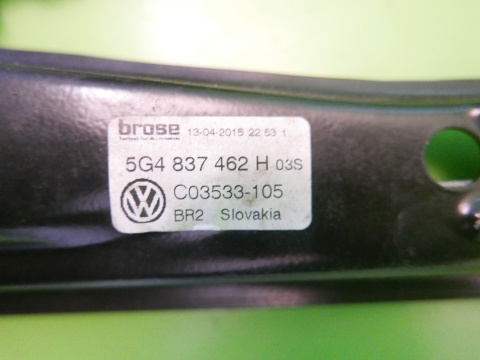 brose 13-04-2015 22 53 1
5G4 837 462 H 03S
C03533-105
BR2 Slovakia